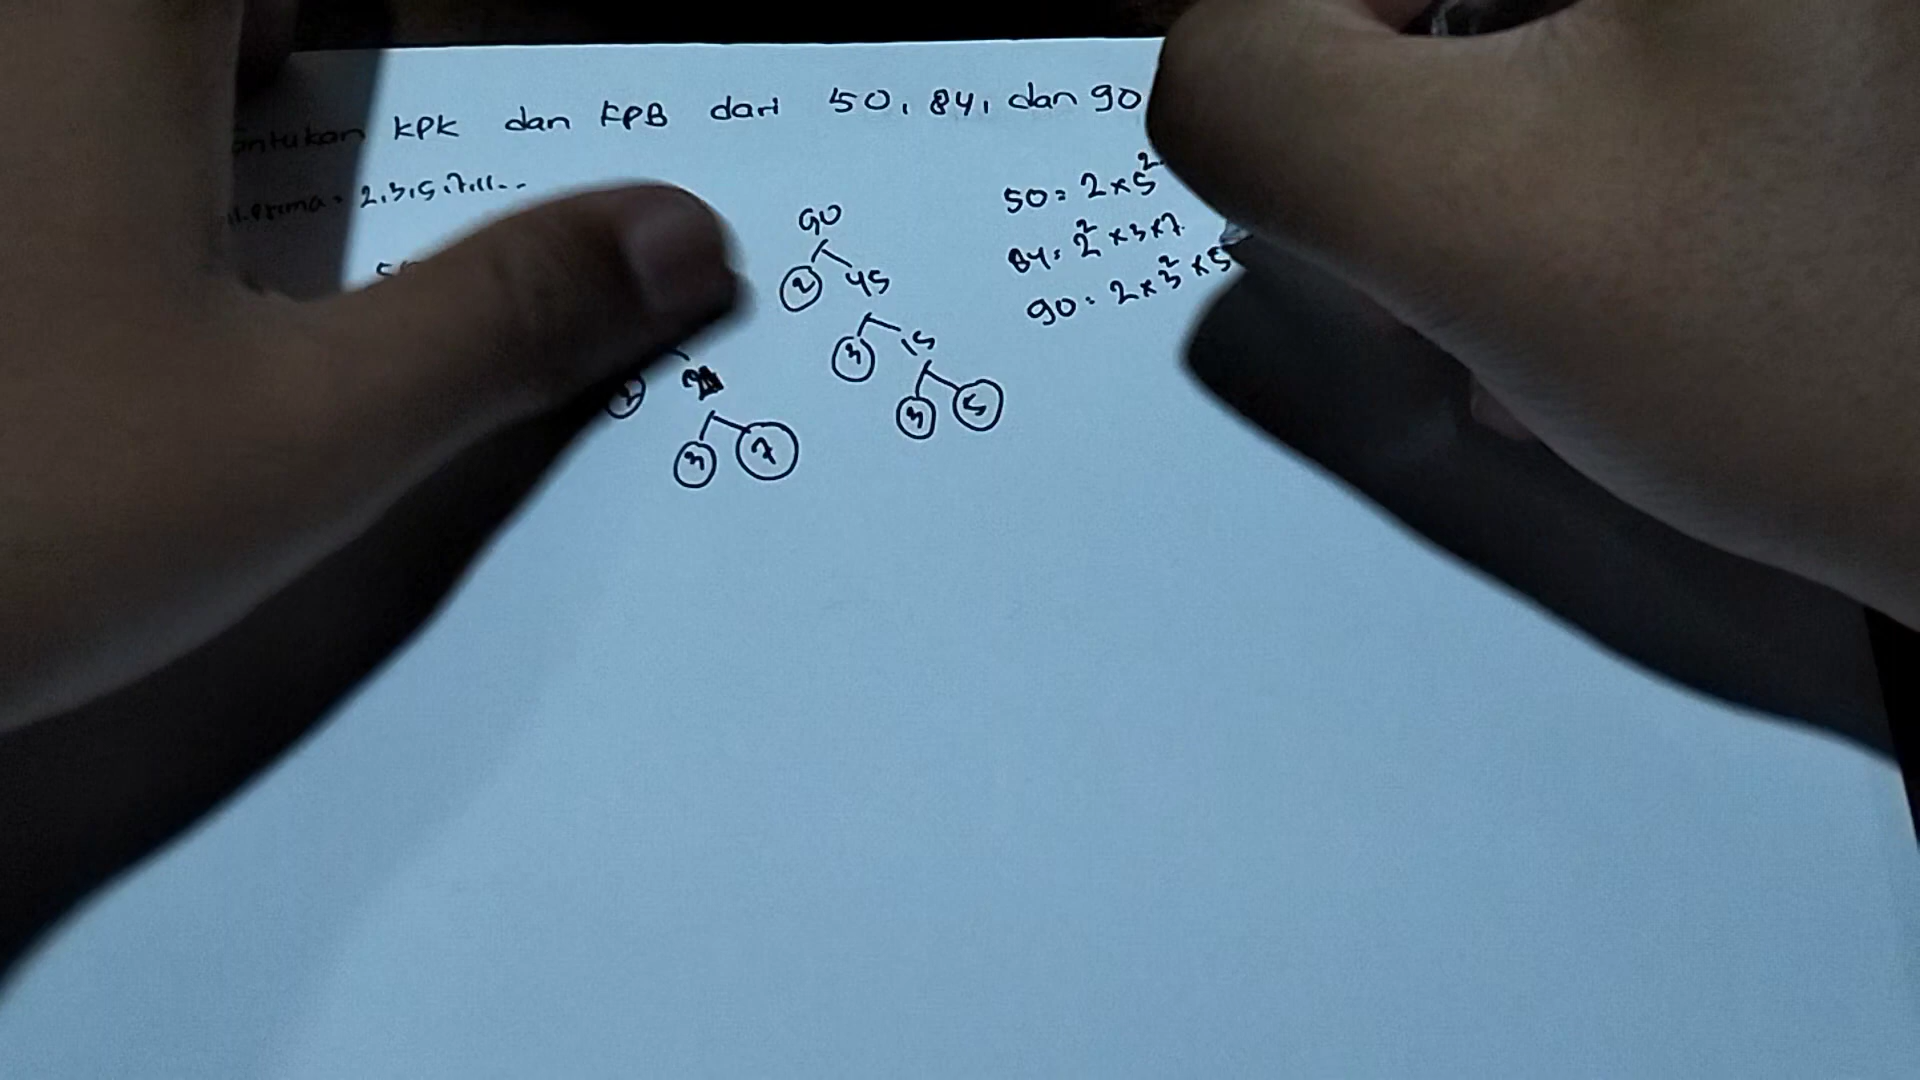 KPK dan FPB dari 50, 84, dan 90
prima = 2,3,5,7,11...
50 = 2 x 5²
84 = 2² x 3 x 7
90 = 2 x 3² x 5
90
2 45
3 15
3 5
3 7